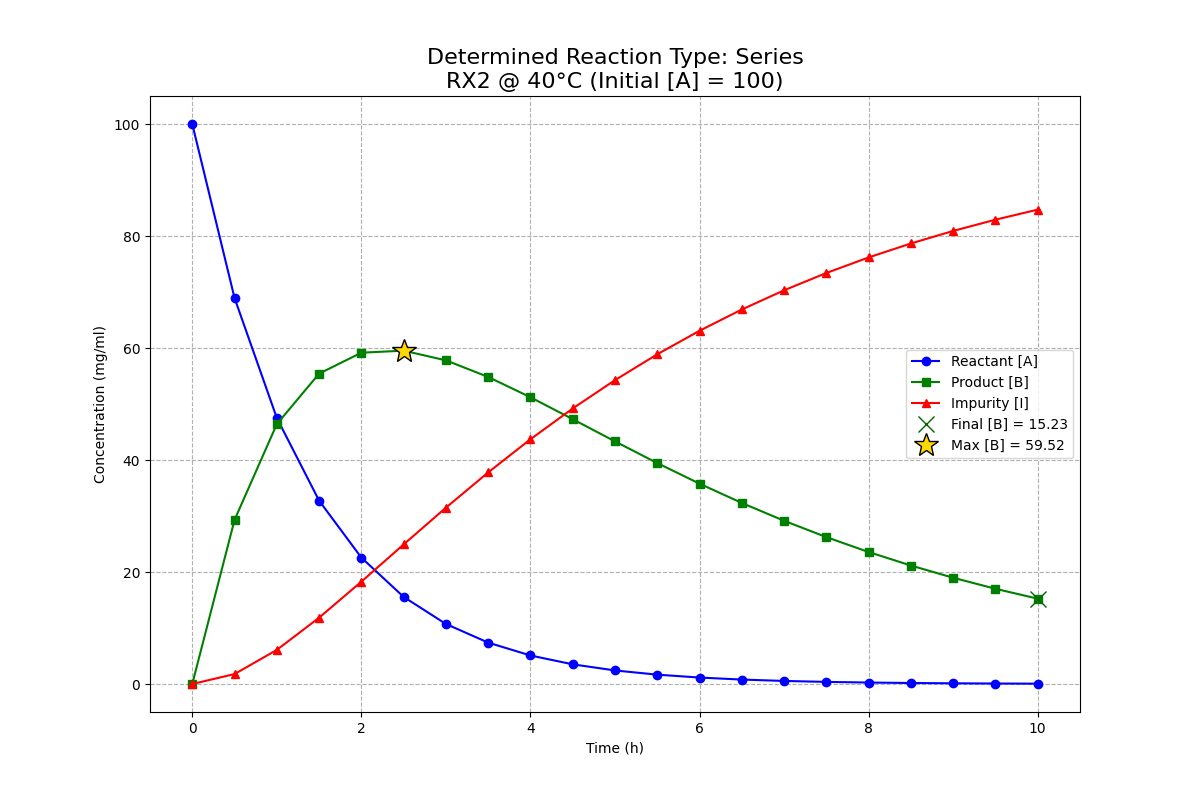 Determined Reaction Type: Series
RX2 @ 40°C (Initial [A] = 100)
100
80
60
40
20
0
Concentration (mg/ml)
Reactant [A]
Product [B]
Impurity [I]
Final [B] = 15.23
Max [B] = 59.52
0 2 4 6 8 10
Time (h)